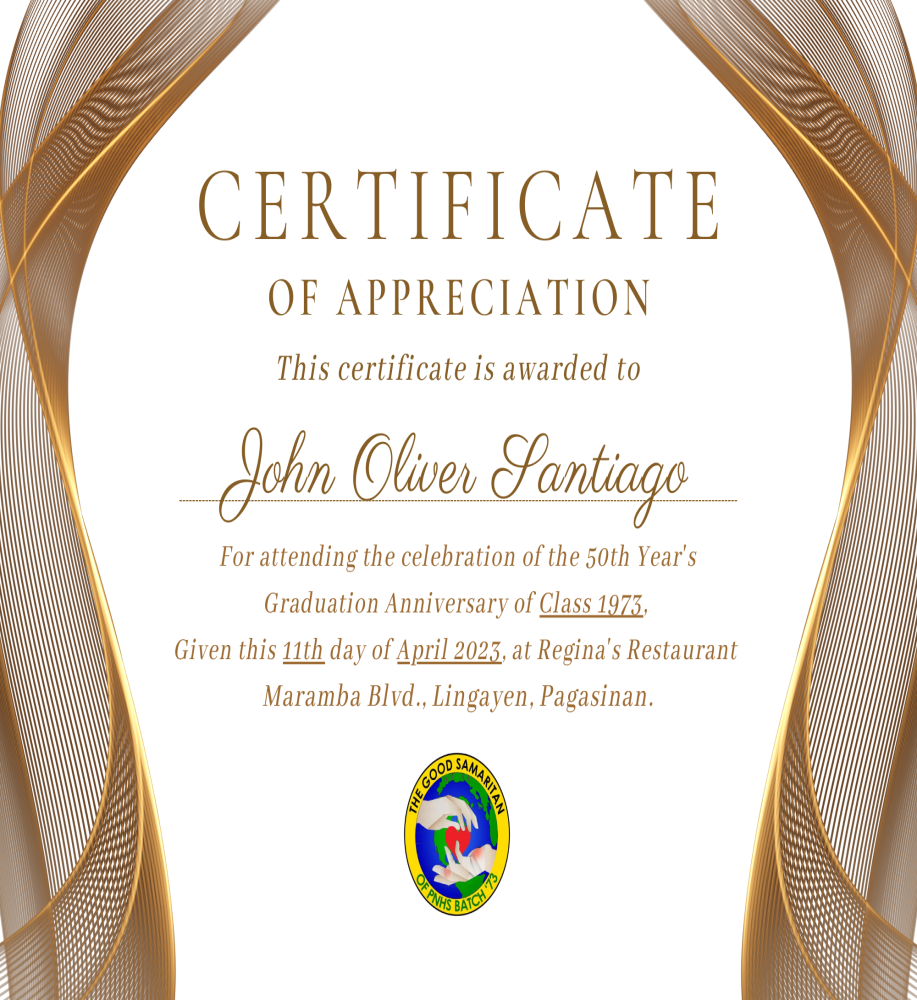 CERTIFICATE
OF APPRECIATION
This certificate is awarded to
John Oliver Santiago
For attending the celebration of the 50th Year's
Graduation Anniversary of Class 1973,
Given this 11th day of April 2023, at Regina's Restaurant
Maramba Blvd., Lingayen, Pagasinan.
THE GOOD SAMARITAN
OF PNHS BATCH '73